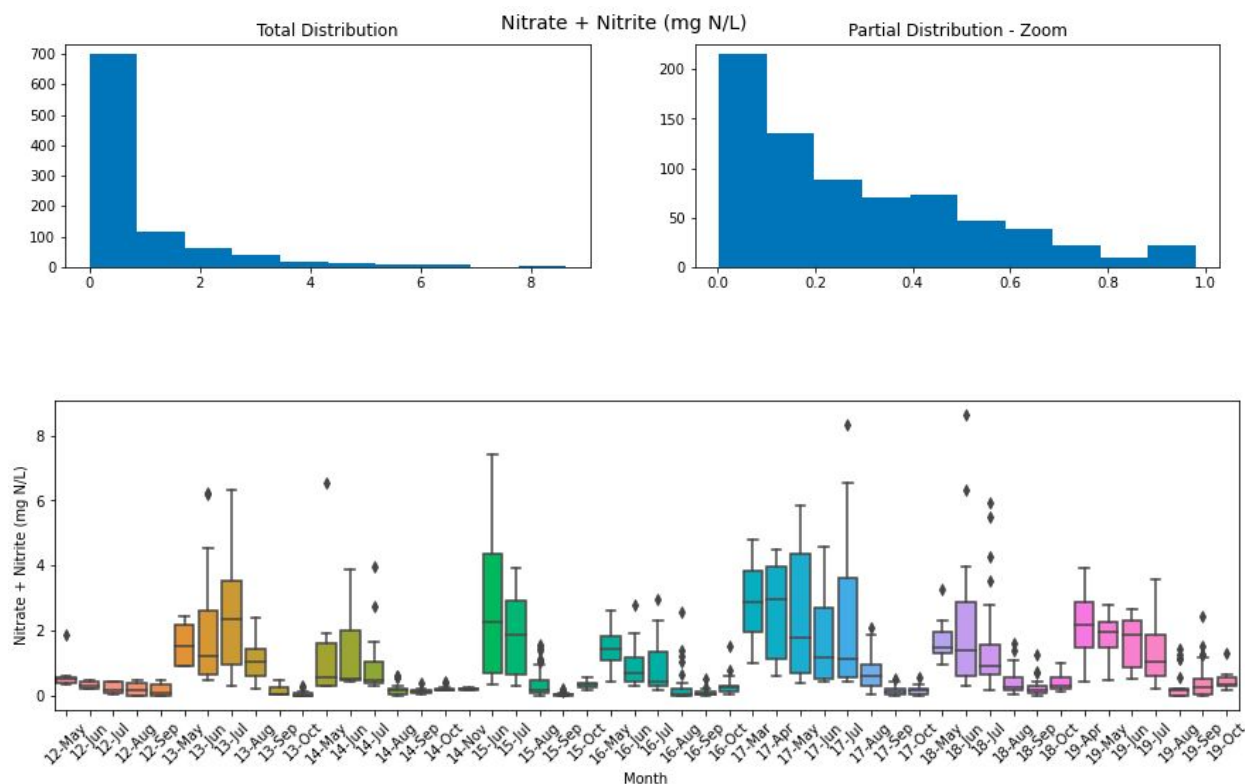 Nitrate + Nitrite (mg N/L)
Total Distribution
Partial Distribution - Zoom
700
600
500
400
300
200
100
0
0 2 4 6 8
200
150
100
50
0
0.0 0.2 0.4 0.6 0.8 1.0
Nitrate + Nitrite (mg N/L)
8
6
4
2
0
12-May 12-Jun 12-Jul 12-Aug 12-Sep 13-May 13-Jun 13-Jul 13-Aug 13-Sep 13-Oct 14-May 14-Jun 14-Jul 14-Aug 14-Sep 14-Oct 14-Nov 15-Jun 15-Jul 15-Aug 15-Sep 15-Oct 16-May 16-Jun 16-Jul 16-Aug 16-Sep 16-Oct 17-Mar 17-Apr 17-May 17-Jun 17-Jul 17-Aug 17-Sep 17-Oct 18-May 18-Jun 18-Jul 18-Aug 18-Sep 18-Oct 19-Apr 19-May 19-Jun 19-Jul 19-Aug 19-Sep 19-Oct
Month